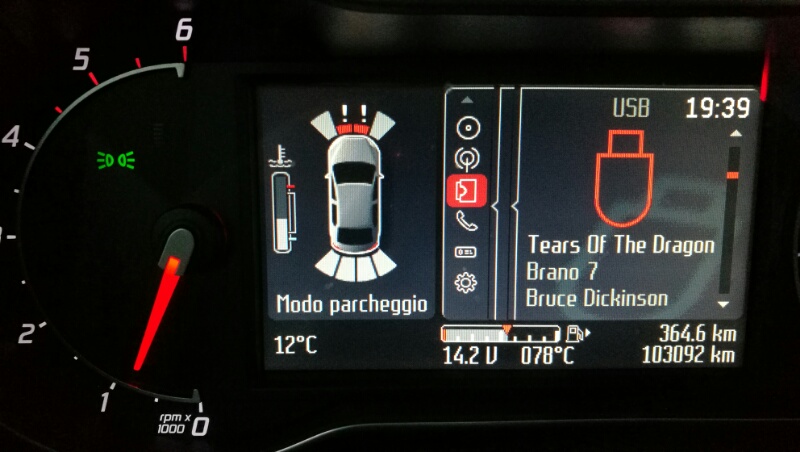 6
5
4
3
2
1
rpm x
1000
0
! !
Modo parcheggio
12°C
USB
19:39
Tears Of The Dragon
Brano 7
Bruce Dickinson
14.2 V
078°C
364.6 km
103092 km